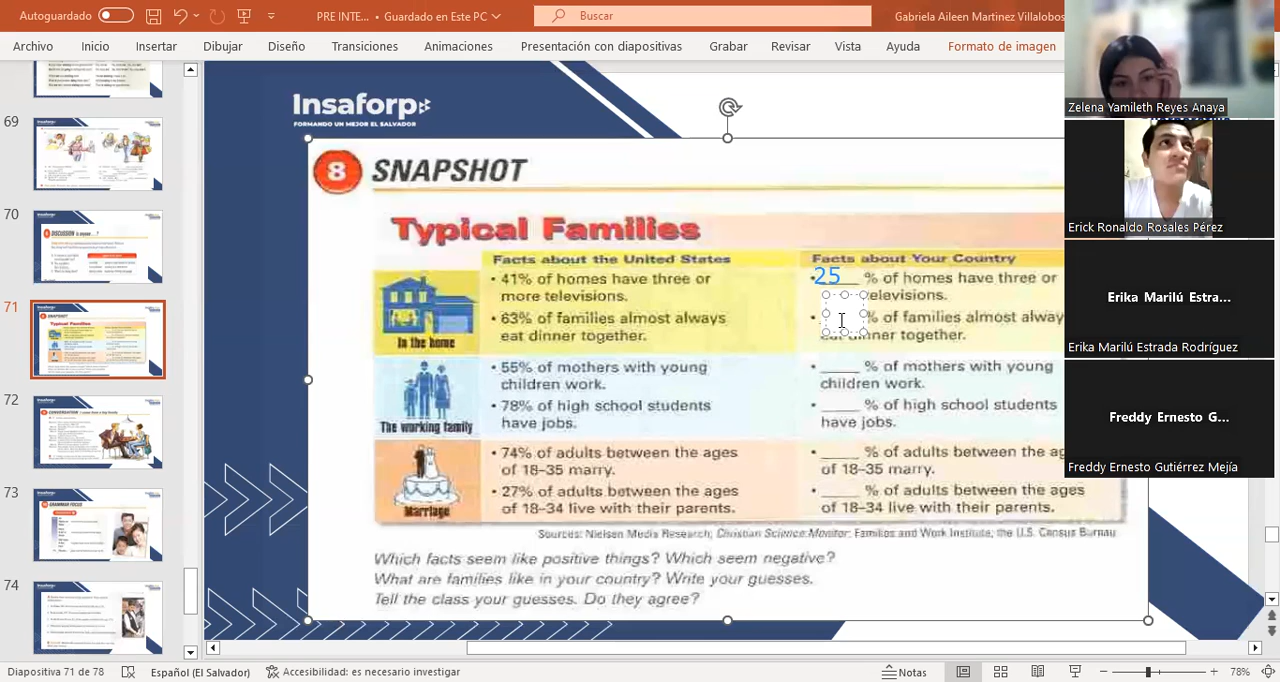 Autoguardado
PRE INTE... • Guardado en Este PC
Buscar
Gabriela Aileen Martinez Villalobos
Archivo Inicio Insertar Dibujar Diseño Transiciones Animaciones Presentación con diapositivas Grabar Revisar Vista Ayuda Formato de imagen
69
70
71
72
73
74
Insaforp
FORMANDO UN MEJOR EL SALVADOR
8 SNAPSHOT
Typical Families
Facts about the United States
• 41% of homes have three or
more televisions.
• 63% of families almost always
eat dinner together.
In the home
55% of mothers with young
children work.
• 78% of high school students
have jobs.
The working family
• 74% of adults between the ages
of 18–35 marry.
• 27% of adults between the ages
of 18–34 live with their parents.
Marriage
Facts about Your Country
• 25 ____ % of homes have three or
televisions.
• % of families almost always
eat dinner together.
• ____ % of mothers with young
children work.
• ____ % of high school students
have jobs.
• ____ % of adults between the ag
of 18–35 marry.
• ____ % of adults between the ages
of 18–34 live with their parents.
Sources: Nielsen Media Research; Christian Science Monitor; Families and Work Institute; the U.S. Census Bureau
Which facts seem like positive things? Which seem negative?
What are families like in your country? Write your guesses.
Tell the class your guesses. Do they agree?
Zelena Yamileth Reyes Anaya
Erick Ronaldo Rosales Pérez
Erika Marilú Estra...
Erika Marilú Estrada Rodríguez
Freddy Ernesto G...
Freddy Ernesto Gutiérrez Mejía
Diapositiva 71 de 78 Español (El Salvador) Accesibilidad: es necesario investigar Notas 78%